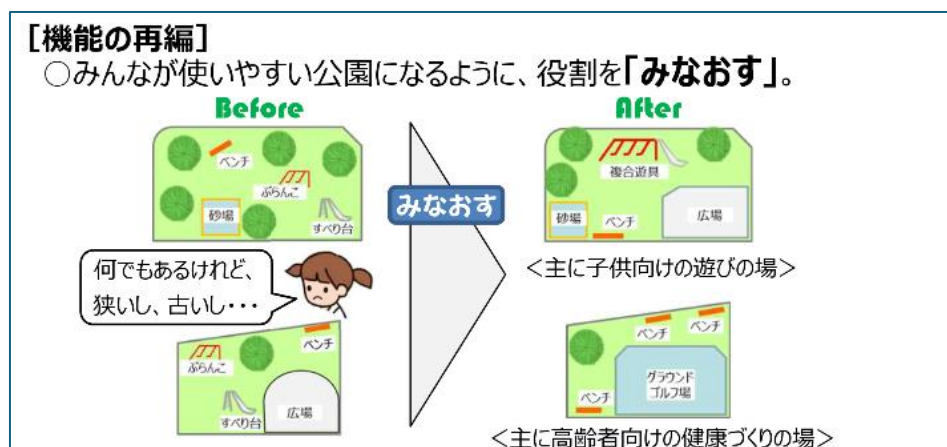 ［機能の再編］
○みんなが使いやすい公園になるように、役割を「みなおす」。
Before
ベンチ
ぶらんこ
砂場
すべり台
何でもあるけれど、
狭いし、古いし・・・
ベンチ
ぶらんこ
すべり台
広場
みなおす
After
複合遊具
砂場
ベンチ
広場
＜主に子供向けの遊びの場＞
ベンチ
ベンチ
グラウンド
ゴルフ場
ベンチ
＜主に高齢者向けの健康づくりの場＞